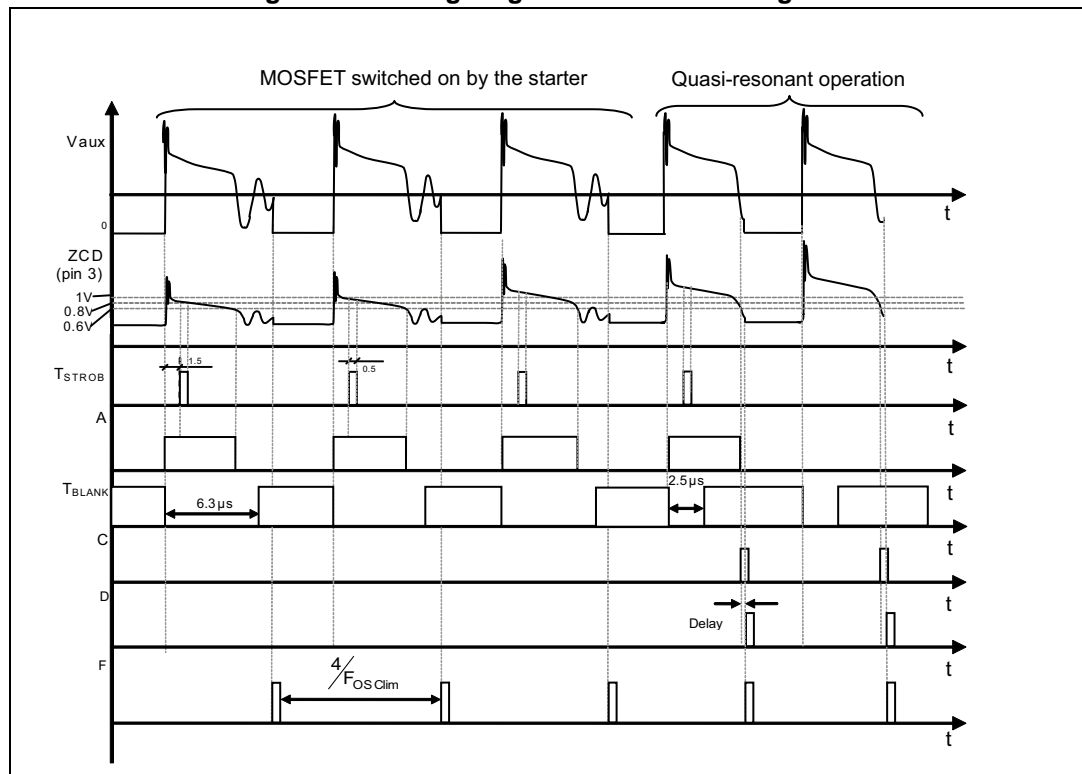 MOSFET switched on by the starter
Quasi-resonant operation
Vaux
t
0
ZCD
(pin 3)
1V
0.8V
0.6V
t
1.5
0.5
TSTROB
t
A
t
TBLANK
6.3µs
2.5µs
t
C
t
D
Delay
t
F
4/FOSClim
t